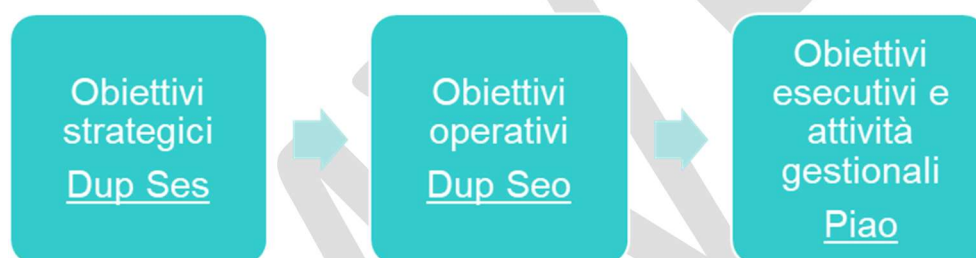 Obiettivi
strategici
Dup Ses
Obiettivi
operativi
Dup Seo
Obiettivi
esecutivi e
attività
gestionali
Piao